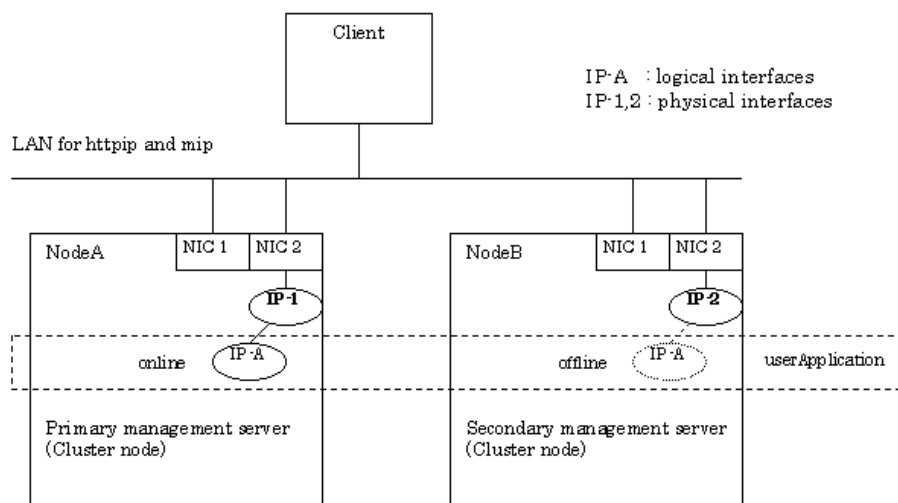 Client
IP-A : logical interfaces
IP-1,2 : physical interfaces
LAN for httpip and mip
NodeA
NIC 1
NIC 2
NodeB
NIC 1
NIC 2
IP-1
IP-2
online
IP-A
offline
IP-A
userApplication
Primary management server
(Cluster node)
Secondary management server
(Cluster node)